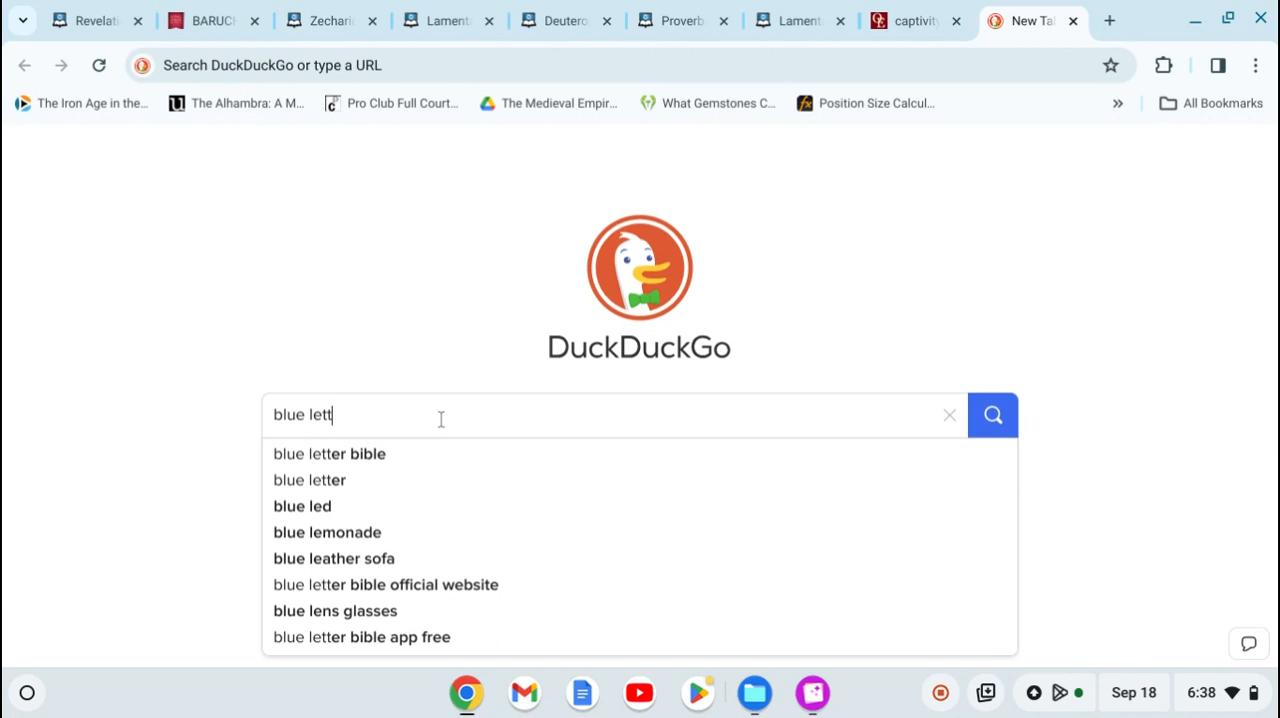 Revelati
BARUCH
Zechari
Lament
Deutero
Proverb
Lament
captivity
New Tal
Search DuckDuckGo or type a URL
The Iron Age in the...
The Alhambra: A M...
Pro Club Full Court...
The Medieval Empir...
What Gemstones C...
Position Size Calcul...
All Bookmarks
DuckDuckGo
blue lett
blue letter bible
blue letter
blue led
blue lemonade
blue leather sofa
blue letter bible official website
blue lens glasses
blue letter bible app free
Sep 18
6:38